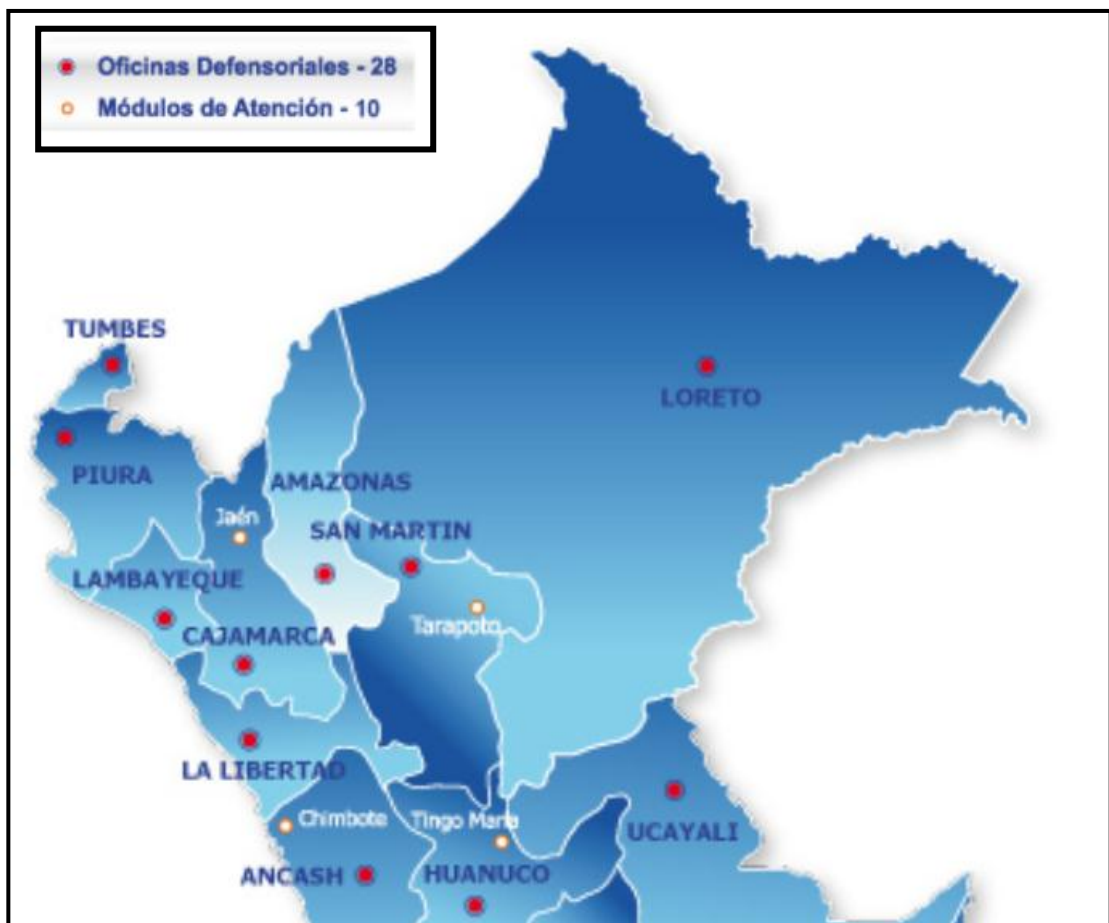 Oficinas Defensoriales - 28
Módulos de Atención - 10
TUMBES
LORETO
PIURA
AMAZONAS
Jaén
SAN MARTIN
LAMBAYEQUE
Tarapoto
CAJAMARCA
LA LIBERTAD
Chimbote
Tingo Maria
UCAYALI
ANCASH
HUANUCO